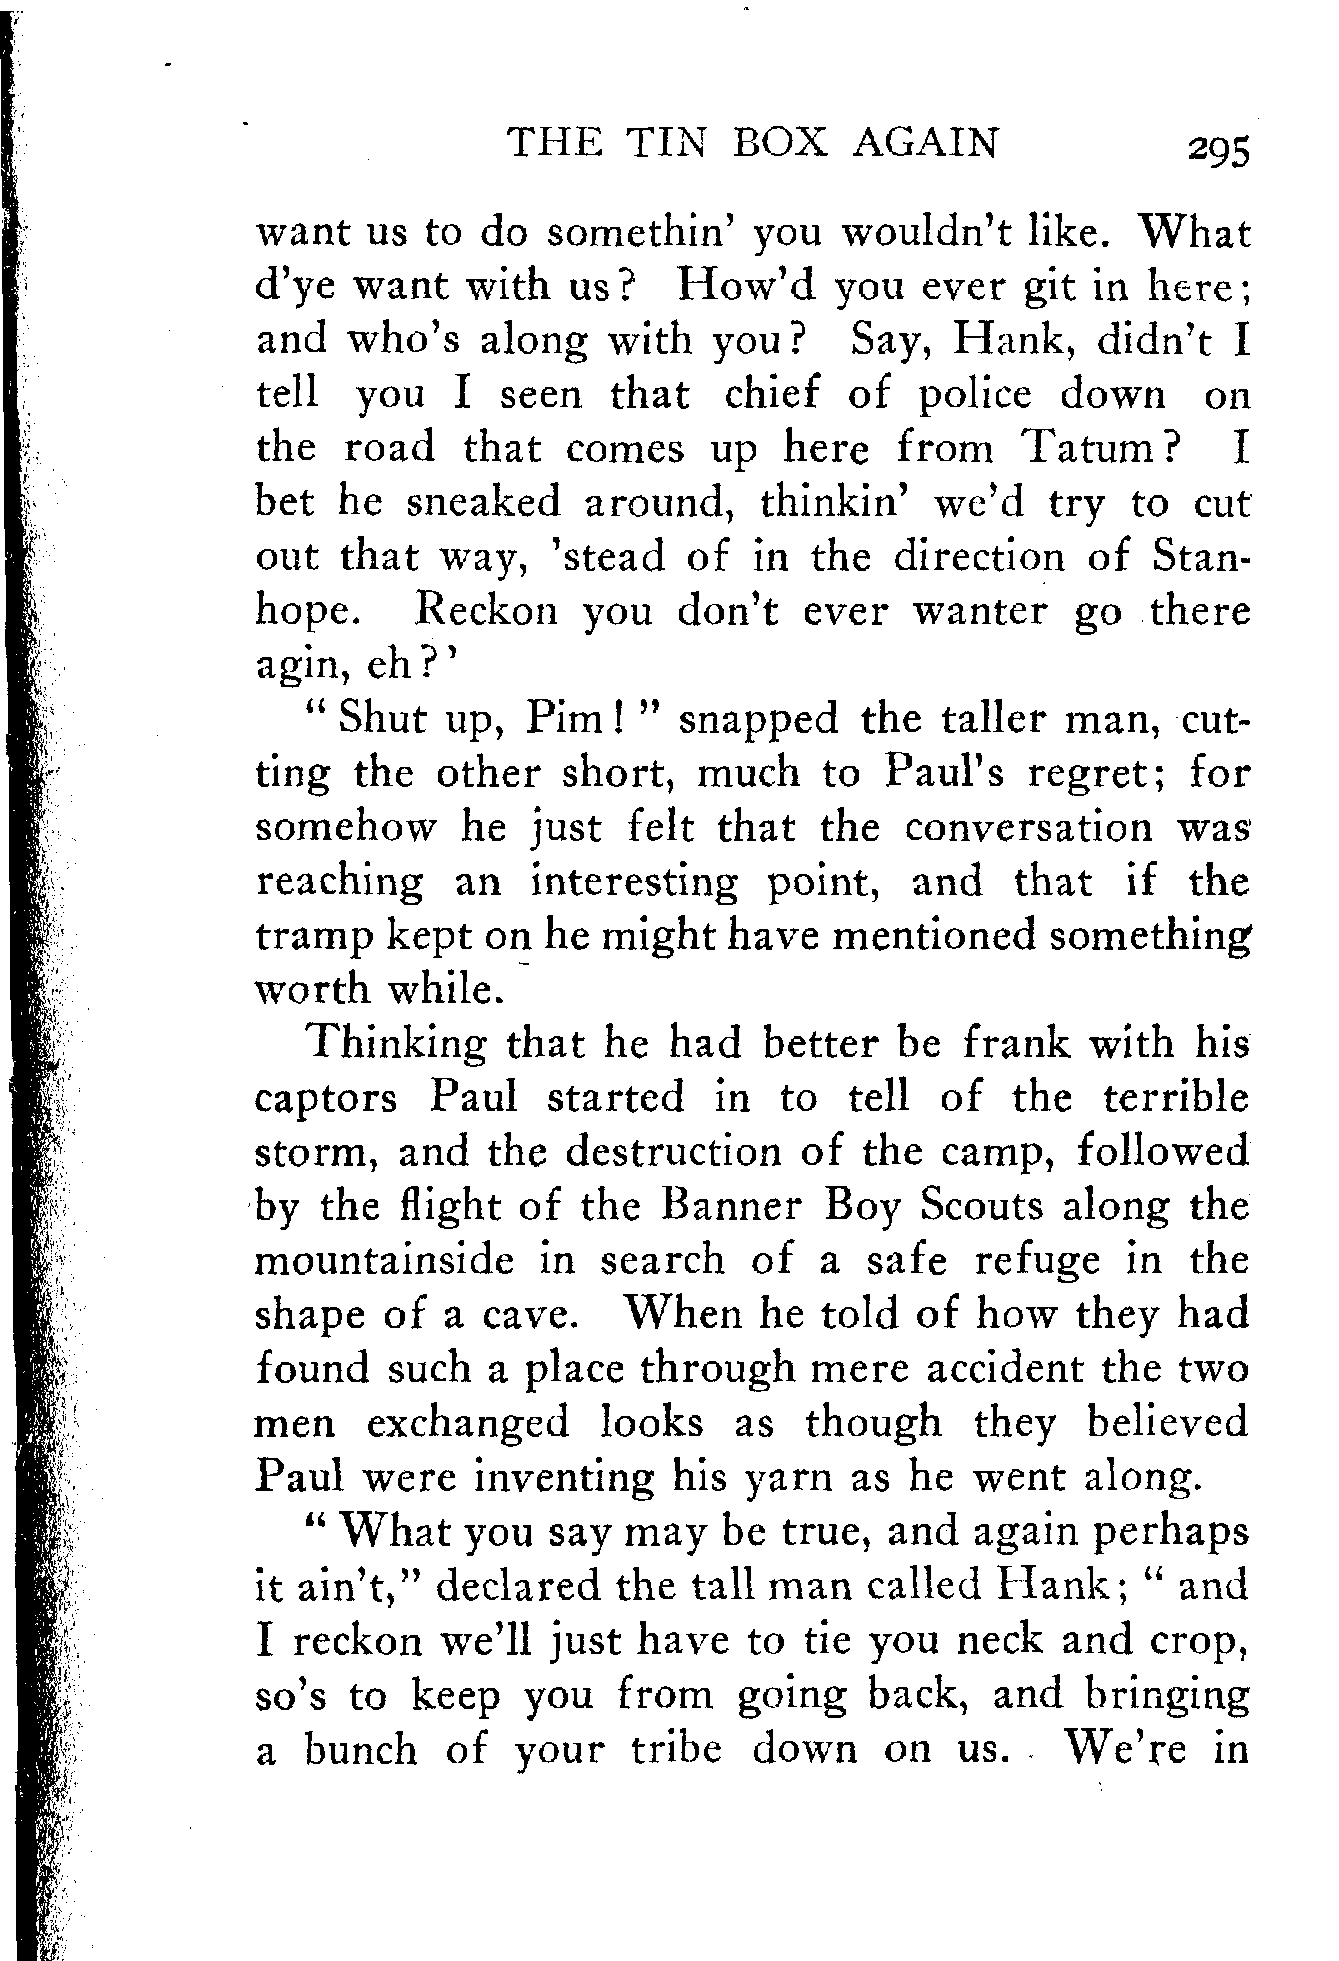 THE TIN BOX AGAIN 295
want us to do somethin' you wouldn't like. What
d'ye want with us? How'd you ever git in here;
and who's along with you? Say, Hank, didn't I
tell you I seen that chief of police down on
the road that comes up here from Tatum? I
bet he sneaked around, thinkin' we'd try to cut
out that way, 'stead of in the direction of Stan-
hope. Reckon you don't ever wanter go there
agin, eh?'
" Shut up, Pim! " snapped the taller man, cut-
ting the other short, much to Paul's regret; for
somehow he just felt that the conversation was
reaching an interesting point, and that if the
tramp kept on he might have mentioned something
worth while.
Thinking that he had better be frank with his
captors Paul started in to tell of the terrible
storm, and the destruction of the camp, followed
by the flight of the Banner Boy Scouts along the
mountainside in search of a safe refuge in the
shape of a cave. When he told of how they had
found such a place through mere accident the two
men exchanged looks as though they believed
Paul were inventing his yarn as he went along.
" What you say may be true, and again perhaps
it ain't," declared the tall man called Hank; " and
I reckon we'll just have to tie you neck and crop,
so's to keep you from going back, and bringing
a bunch of your tribe down on us. We're in